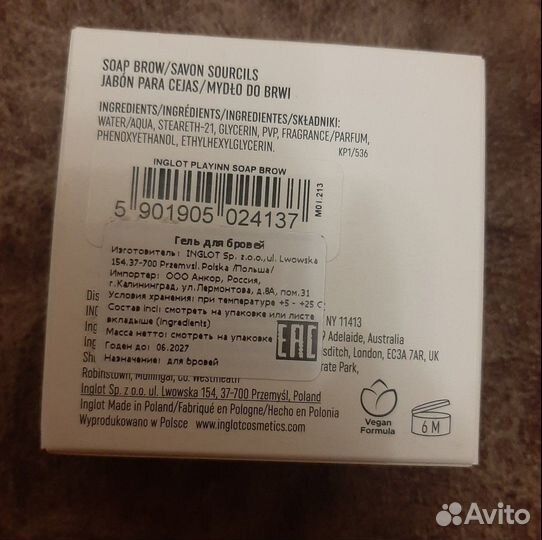 SOAP BROW/SAVON SOURCILS
JABÓN PARA CEJAS/MYDŁO DO BRWI
INGREDIENTS/INGRÉDIENTS/INGREDIENTES/SKŁADNIKI:
WATER/AQUA, STEARETH-21, GLYCERIN, PVP, FRAGRANCE/PARFUM,
PHENOXYETHANOL, ETHYLHEXYLGLYCERIN.
KP1/536
INGLOT PLAYINN SOAP BROW
5 901905 024137
M01.213
Гель для бровей
Изготовитель: INGLOT Sp. z.o.o.,ul. Lwowska
154.37-700 Przemysl. Polska /Польша/
Импортер: ООО Анкор, Россия,
г.Калининград, ул.Лермонтова, д.8А, пом.31
Условия хранения: при температуре +5 - +25 С
Состав incl: смотреть на упаковке или листе
вкладыше (ingredients)
Масса нетто: смотреть на упаковке
Годен до: 06.2027
Назначение: для бровей
EAC
NY 11413
9 Adelaide, Australia
sditch, London, EC3A 7AR, UK
rate Park,
Robinstown, Mullingar, Co. Westmeath
Inglot Sp. z o.o. ul. Lwowska 154, 37-700 Przemyśl, Poland
Inglot Made in Poland/Fabriqué en Pologne/Hecho en Polonia
Wyprodukowano w Polsce www.inglotcosmetics.com
Vegan
Formula
6 M
Avito